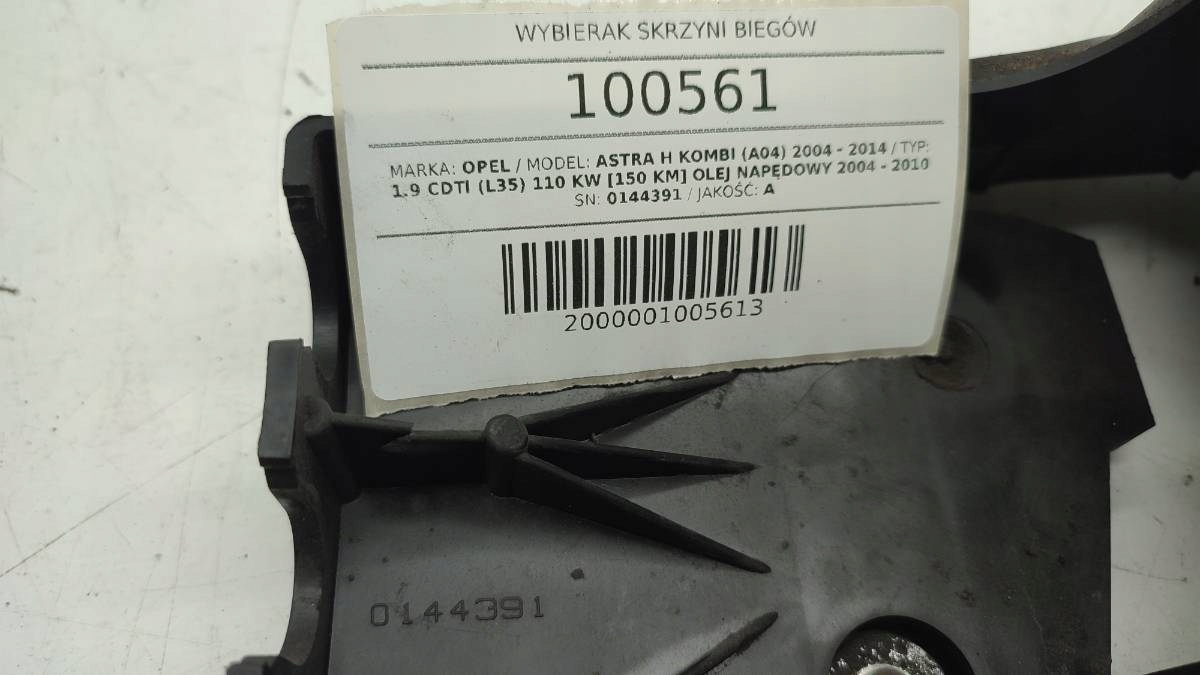 WYBIERAK SKRZYNI BIEGÓW
100561
MARKA: OPEL / MODEL: ASTRA H KOMBI (A04) 2004 - 2014 / TYP:
1.9 CDTI (L35) 110 KW [150 KM] OLEJ NAPĘDOWY 2004 - 2010
SN: 0144391 / JAKOŚĆ: A
2000001005613
0144391